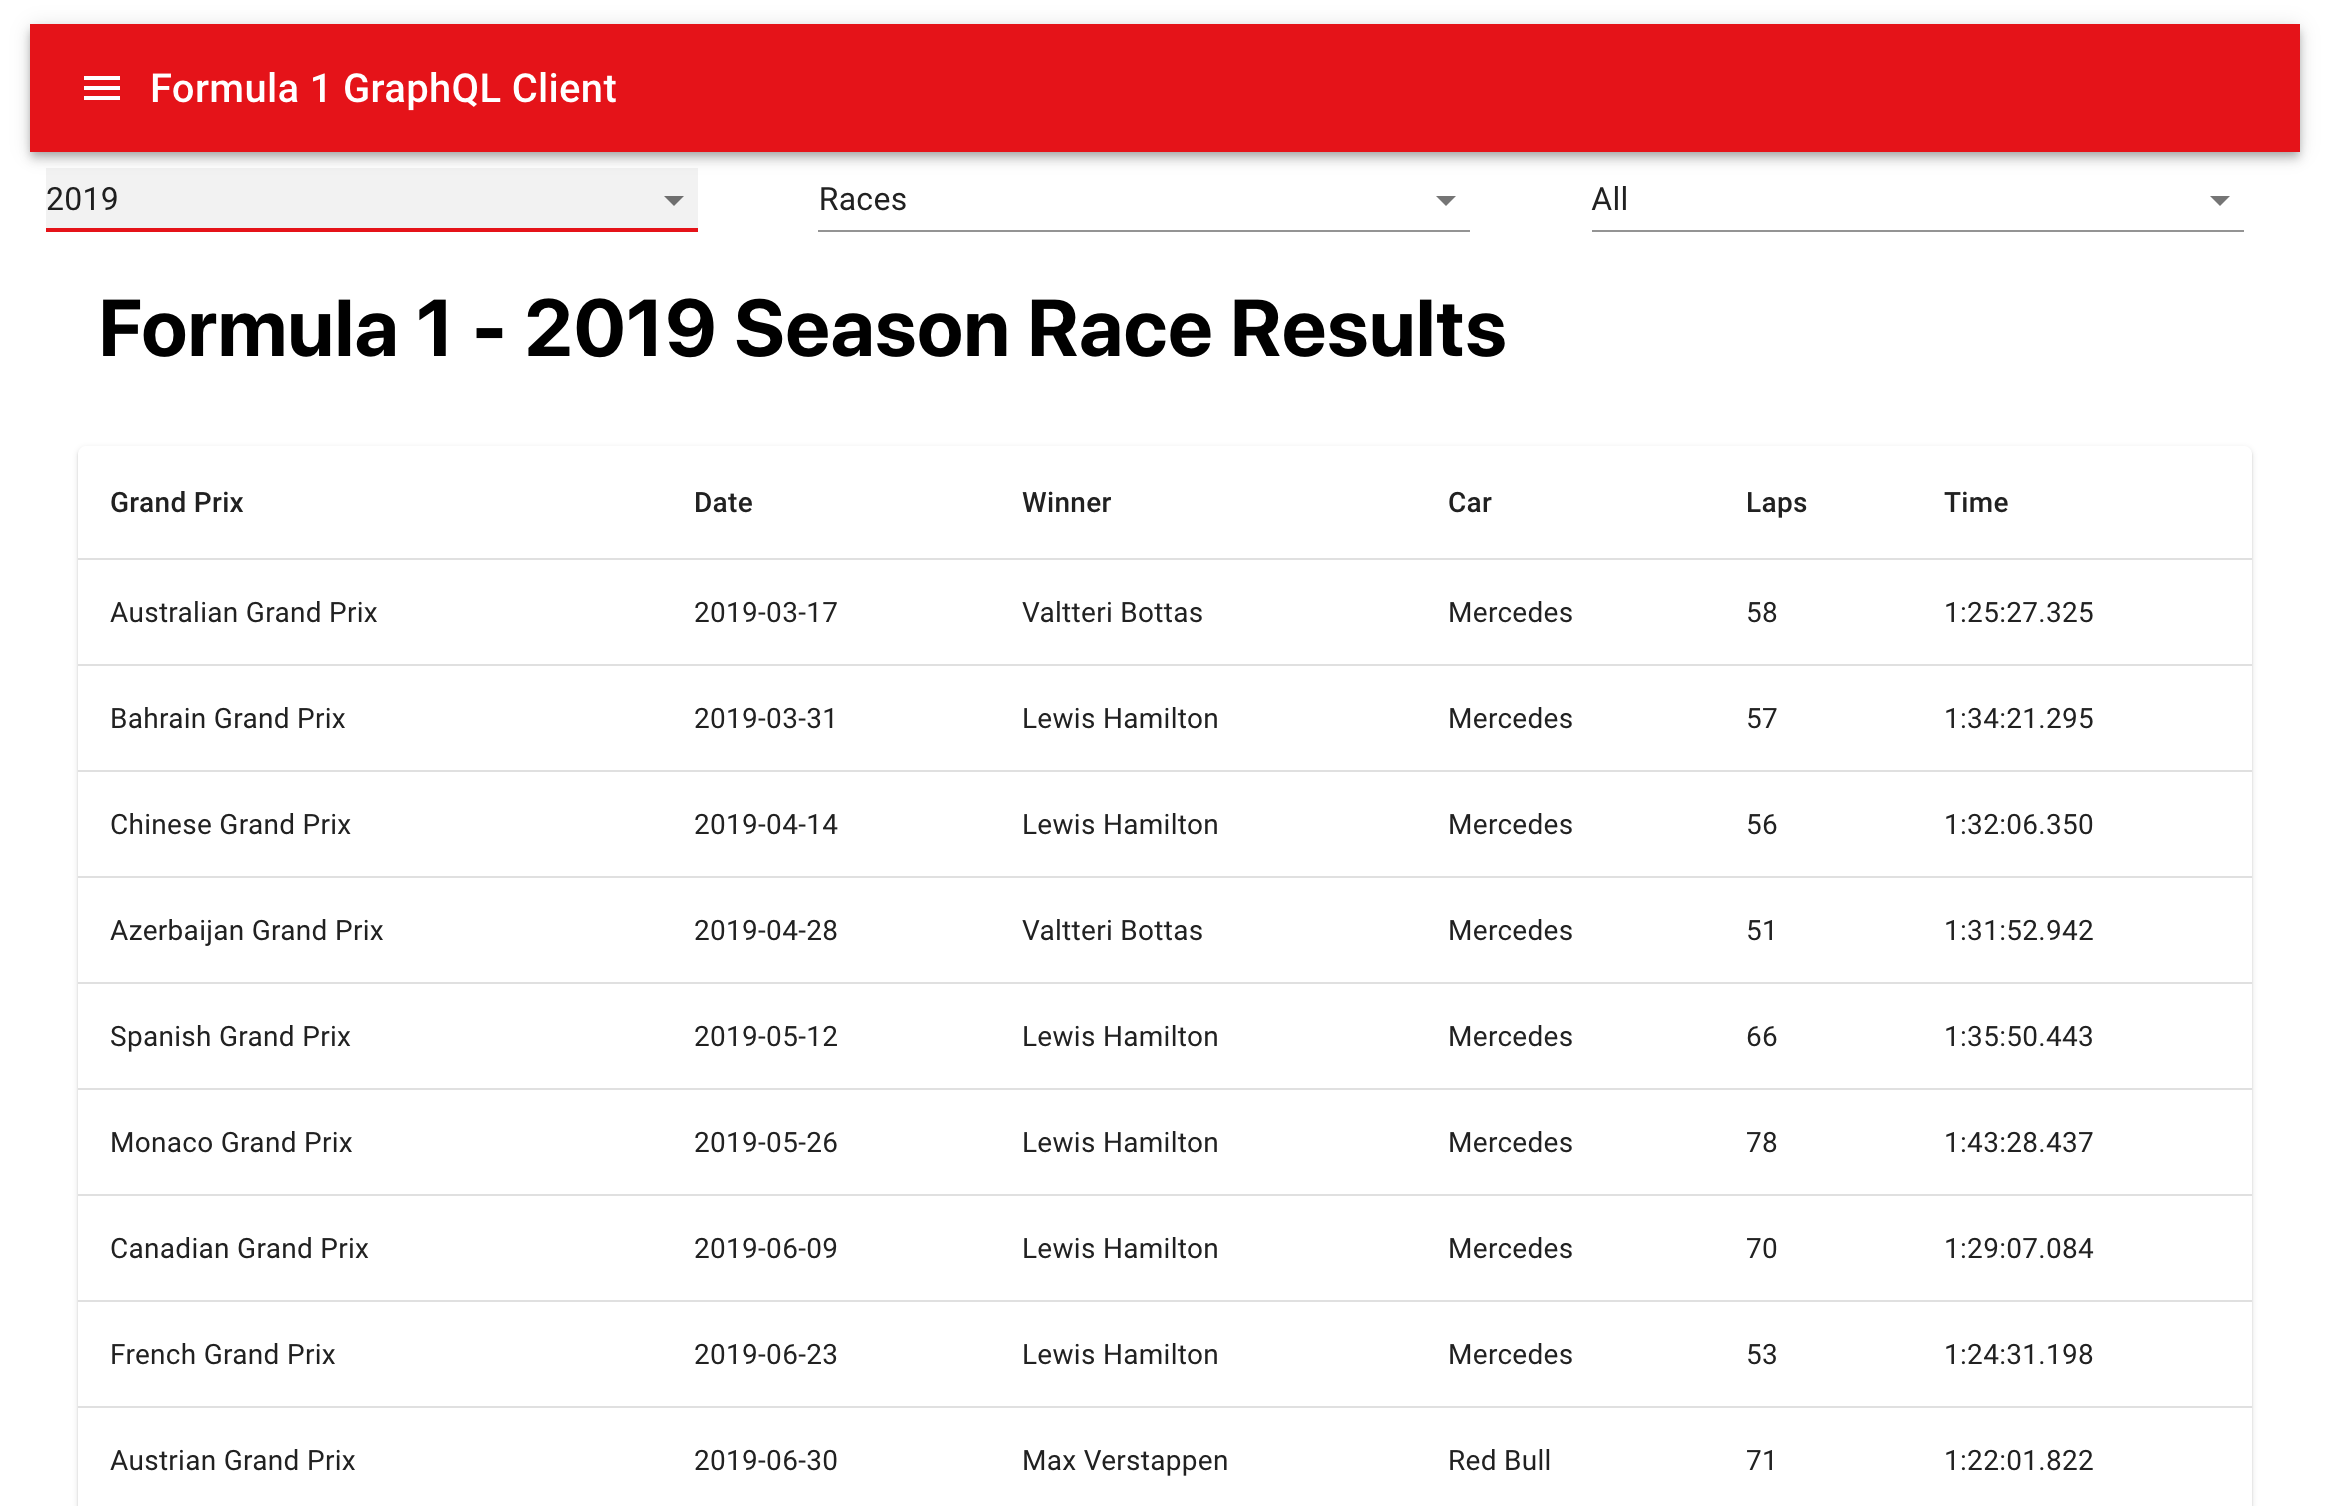 Formula 1 GraphQL Client
2019 Races All
Formula 1 - 2019 Season Race Results
Grand Prix Date Winner Car Laps Time
Australian Grand Prix 2019-03-17 Valtteri Bottas Mercedes 58 1:25:27.325
Bahrain Grand Prix 2019-03-31 Lewis Hamilton Mercedes 57 1:34:21.295
Chinese Grand Prix 2019-04-14 Lewis Hamilton Mercedes 56 1:32:06.350
Azerbaijan Grand Prix 2019-04-28 Valtteri Bottas Mercedes 51 1:31:52.942
Spanish Grand Prix 2019-05-12 Lewis Hamilton Mercedes 66 1:35:50.443
Monaco Grand Prix 2019-05-26 Lewis Hamilton Mercedes 78 1:43:28.437
Canadian Grand Prix 2019-06-09 Lewis Hamilton Mercedes 70 1:29:07.084
French Grand Prix 2019-06-23 Lewis Hamilton Mercedes 53 1:24:31.198
Austrian Grand Prix 2019-06-30 Max Verstappen Red Bull 71 1:22:01.822